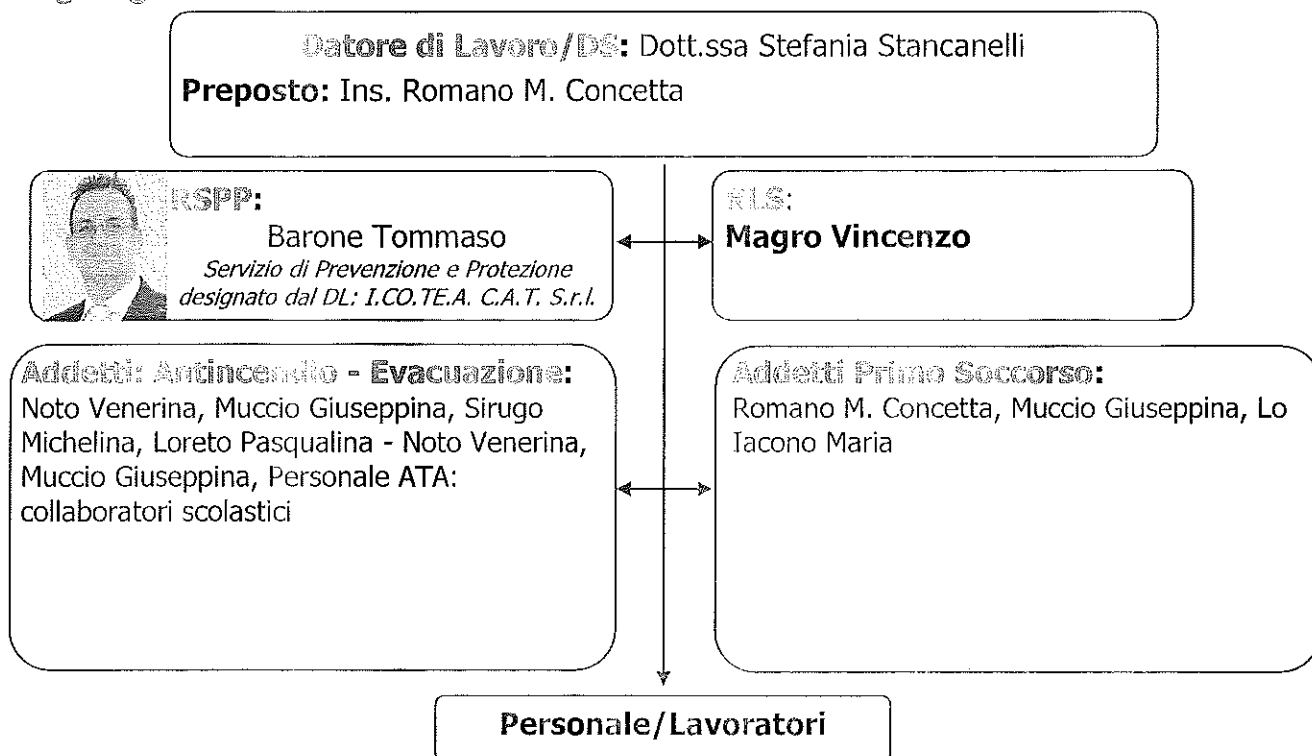 Datore di Lavoro/DS: Dott.ssa Stefania Stancanelli
Preposto: Ins. Romano M. Concetta
RSPP:
Barone Tommaso
Servizio di Prevenzione e Protezione
designato dal DL: I.CO.TE.A. C.A.T. S.r.l.
RLS:
Magro Vincenzo
Addetti: Antincendio - Evacuazione:
Noto Venerina, Muccio Giuseppina, Sirugo
Michelina, Loreto Pasqualina - Noto Venerina,
Muccio Giuseppina, Personale ATA:
collaboratori scolastici
Addetti Primo Soccorso:
Romano M. Concetta, Muccio Giuseppina, Lo
Iacono Maria
Personale/Lavoratori